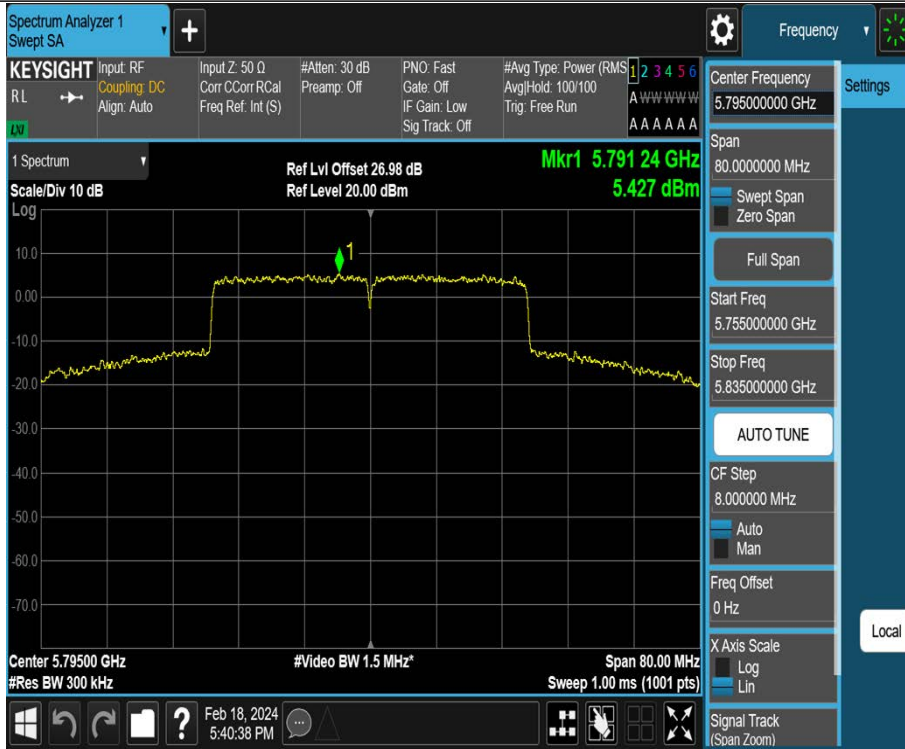 Spectrum Analyzer 1
Swept SA
+
Frequency
KEYSIGHT
R L
LXI
Input: RF
Coupling: DC
Align: Auto
Input Z: 50 Ω
Corr CCorr RCal
Freq Ref: Int (S)
#Atten: 30 dB
Preamp: Off
PNO: Fast
Gate: Off
IF Gain: Low
Sig Track: Off
#Avg Type: Power (RMS
Avg|Hold: 100/100
Trig: Free Run
1 2 3 4 5 6
A W W W W W
A A A A A A
1 Spectrum
Scale/Div 10 dB
Log
Ref Lvl Offset 26.98 dB
Ref Level 20.00 dBm
Mkr1 5.791 24 GHz
5.427 dBm
1
10.0
0.00
-10.0
-20.0
-30.0
-40.0
-50.0
-60.0
-70.0
Center 5.79500 GHz
#Res BW 300 kHz
#Video BW 1.5 MHz*
Span 80.00 MHz
Sweep 1.00 ms (1001 pts)
Feb 18, 2024
5:40:38 PM
?
Center Frequency
5.795000000 GHz
Settings
Span
80.0000000 MHz
Swept Span
Zero Span
Full Span
Start Freq
5.755000000 GHz
Stop Freq
5.835000000 GHz
AUTO TUNE
CF Step
8.000000 MHz
Auto
Man
Freq Offset
0 Hz
Local
X Axis Scale
Log
Lin
Signal Track
(Span Zoom)